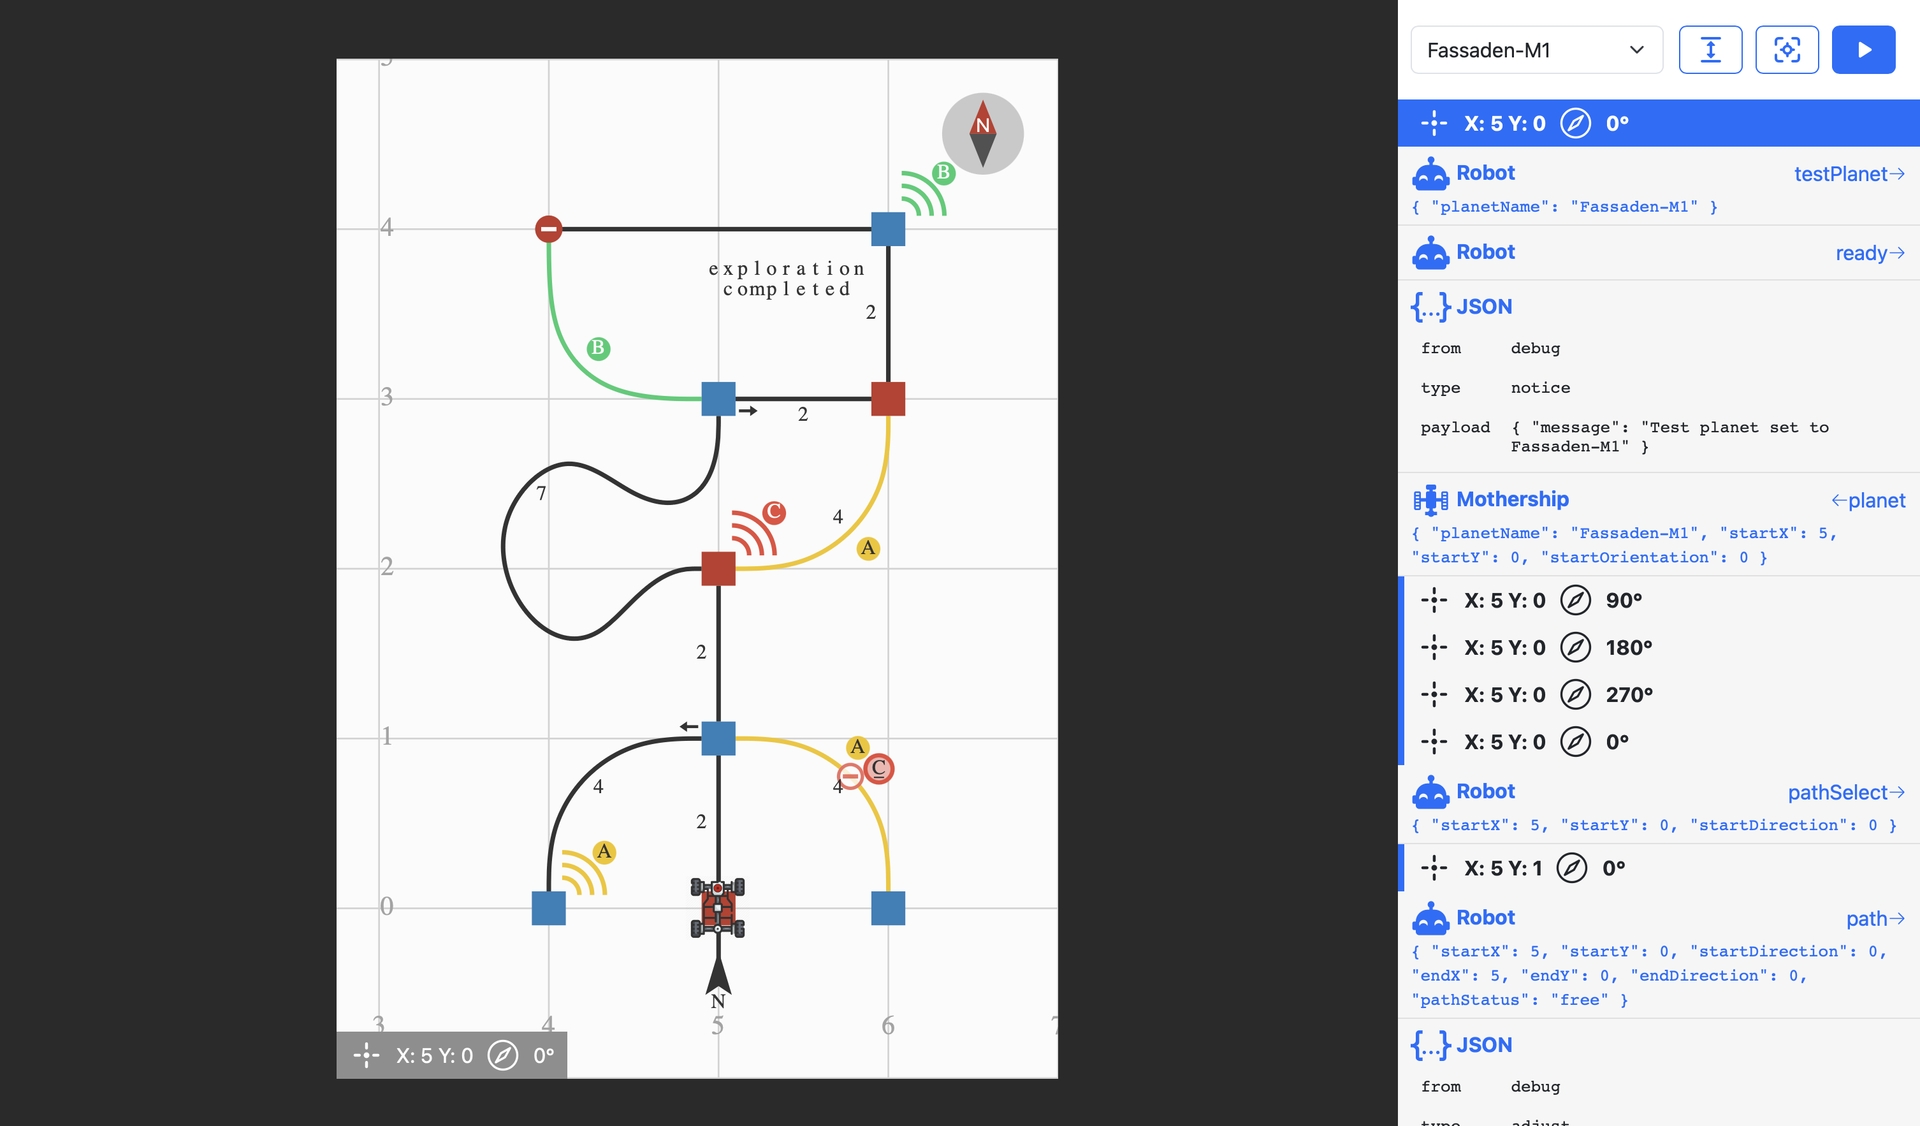 5
N
B
4
exploration
completed
2
B
3
2
7
C
4
A
2
2
1
A
C
4
4
2
A
0
N
3
4
5
6
7
X: 5 Y: 0 0°
Fassaden-M1
X: 5 Y: 0 0°
Robot testPlanet→
{ "planetName": "Fassaden-M1" }
Robot ready→
{...} JSON
from debug
type notice
payload { "message": "Test planet set to
Fassaden-M1" }
Mothership ←planet
{ "planetName": "Fassaden-M1", "startX": 5,
"startY": 0, "startOrientation": 0 }
X: 5 Y: 0 90°
X: 5 Y: 0 180°
X: 5 Y: 0 270°
X: 5 Y: 0 0°
Robot pathSelect→
{ "startX": 5, "startY": 0, "startDirection": 0 }
X: 5 Y: 1 0°
Robot path→
{ "startX": 5, "startY": 0, "startDirection": 0,
"endX": 5, "endY": 0, "endDirection": 0,
"pathStatus": "free" }
{...} JSON
from debug
type adjust